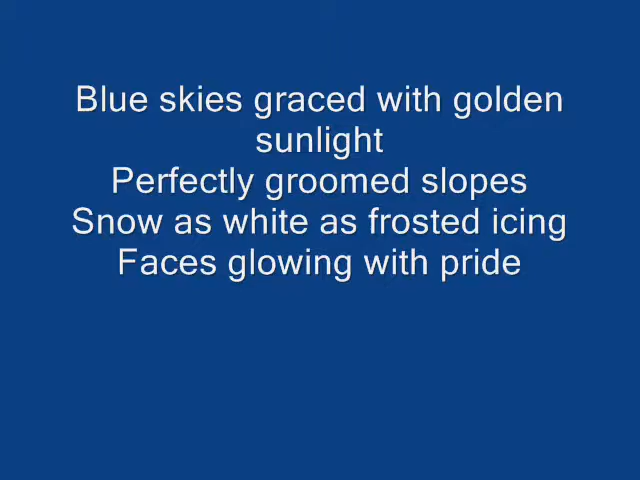 Blue skies graced with golden
sunlight
Perfectly groomed slopes
Snow as white as frosted icing
Faces glowing with pride